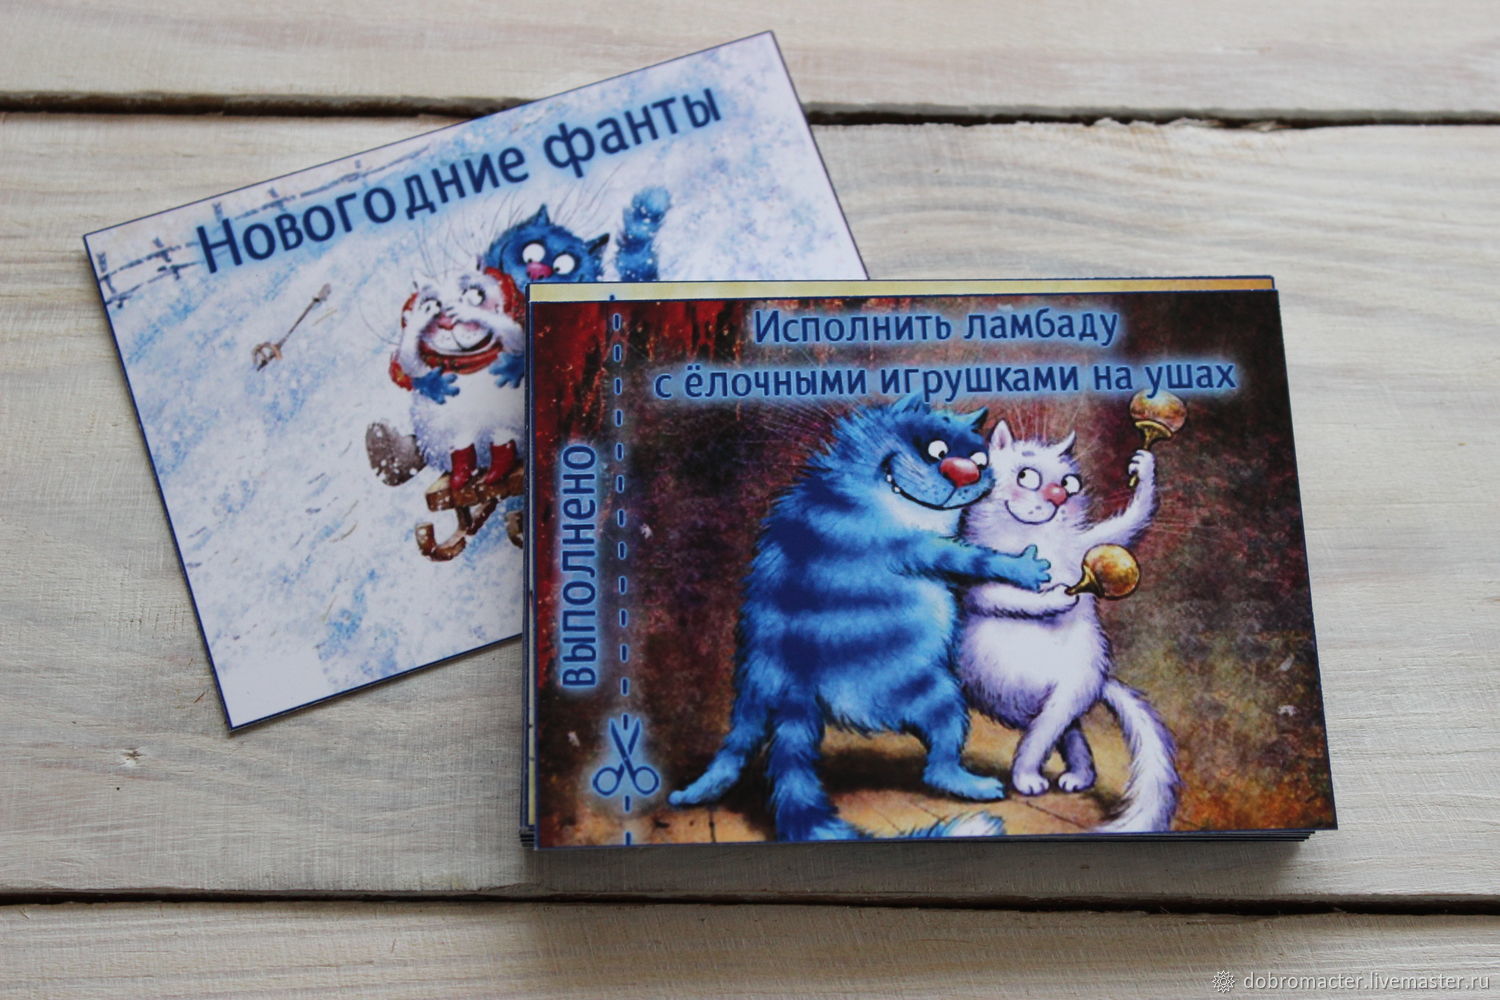 Новогодние фанты
Исполнить ламбаду
с ёлочными игрушками на ушах
выполнено
dobromacter.livemaster.ru